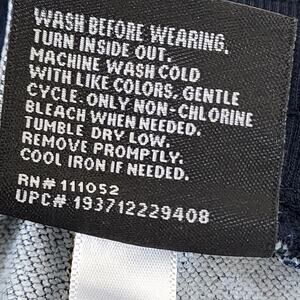 WASH BEFORE WEARING.
TURN INSIDE OUT.
MACHINE WASH COLD
WITH LIKE COLORS, GENTLE
CYCLE. ONLY NON-CHLORINE
BLEACH WHEN NEEDED.
TUMBLE DRY LOW.
REMOVE PROMPTLY.
COOL IRON IF NEEDED.
RN# 111052
UPC# 193712229408